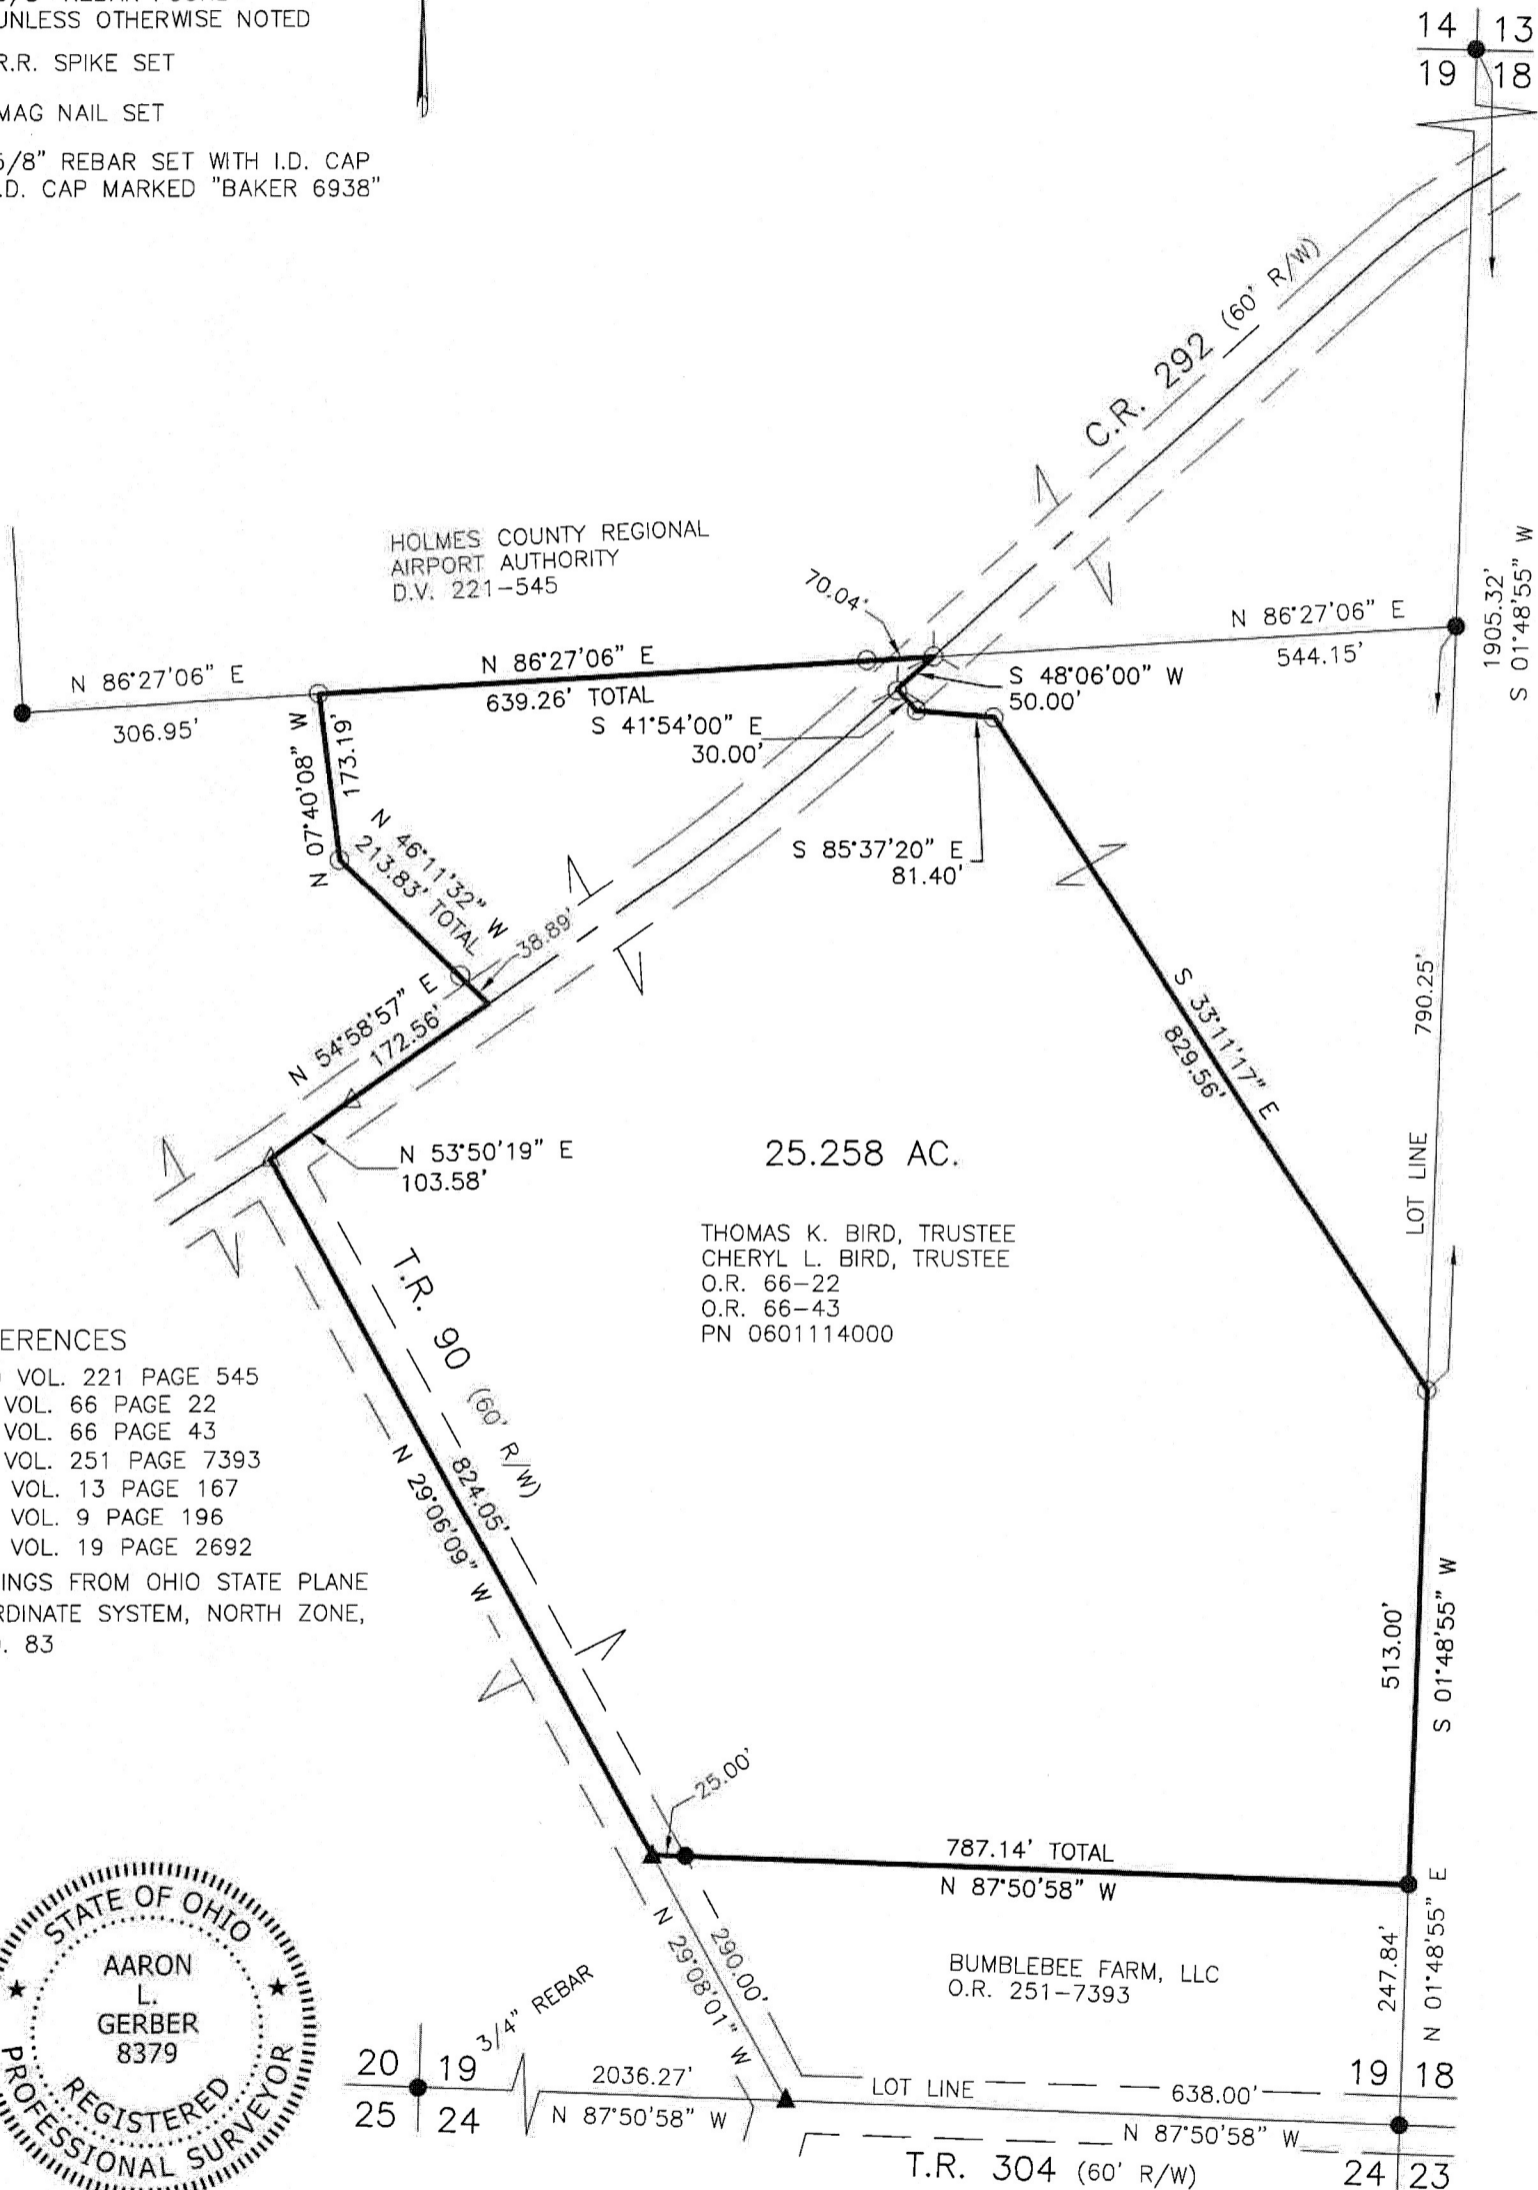 UNLESS OTHERWISE NOTED
R.R. SPIKE SET
MAG NAIL SET
5/8" REBAR SET WITH I.D. CAP
I.D. CAP MARKED "BAKER 6938"
14 13
19 18
C.R. 292 (60' R/W)
HOLMES COUNTY REGIONAL
AIRPORT AUTHORITY
D.V. 221-545
70.04'
N 86°27'06" E
544.15'
1905.32'
S 01°48'55" W
N 86°27'06" E
306.95'
N 86°27'06" E
639.26' TOTAL
S 48°06'00" W
50.00'
S 41°54'00" E
30.00'
N 07°40'08" W
173.19'
N 46°11'32" W
213.83' TOTAL
38.89'
S 85°37'20" E
81.40'
N 54°58'57" E
172.56'
S 33°11'17" E
829.56'
790.25'
LOT LINE
N 53°50'19" E
103.58'
25.258 AC.
THOMAS K. BIRD, TRUSTEE
CHERYL L. BIRD, TRUSTEE
O.R. 66-22
O.R. 66-43
PN 0601114000
T.R. 90 (60' R/W)
824.05'
N 29°06'09" W
VOL. 221 PAGE 545
VOL. 66 PAGE 22
VOL. 66 PAGE 43
VOL. 251 PAGE 7393
VOL. 13 PAGE 167
VOL. 9 PAGE 196
VOL. 19 PAGE 2692
INGS FROM OHIO STATE PLANE
RDINATE SYSTEM, NORTH ZONE,
83
513.00'
S 01°48'55" W
25.00'
787.14' TOTAL
N 87°50'58" W
290.00'
N 29°08'01" W
BUMBLEBEE FARM, LLC
O.R. 251-7393
247.84'
N 01°48'55" E
STATE OF OHIO
AARON
L.
GERBER
8379
REGISTERED
PROFESSIONAL SURVEYOR
3/4" REBAR
20 19
25 24
2036.27'
N 87°50'58" W
LOT LINE
638.00'
N 87°50'58" W
19 18
24 23
T.R. 304 (60' R/W)